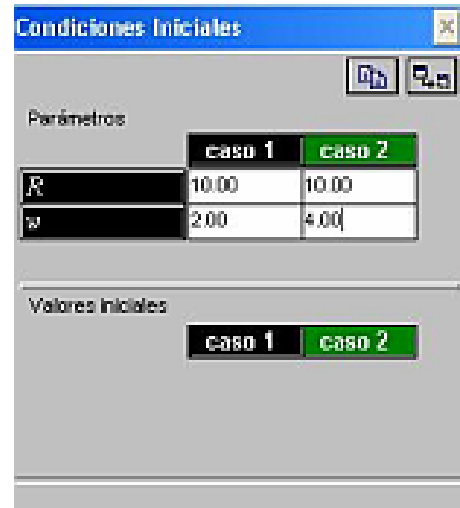 Condiciones Iniciales
Parámetros
caso 1 caso 2
R 10.00 10.00
w 2.00 4.00
Valores iniciales
caso 1 caso 2